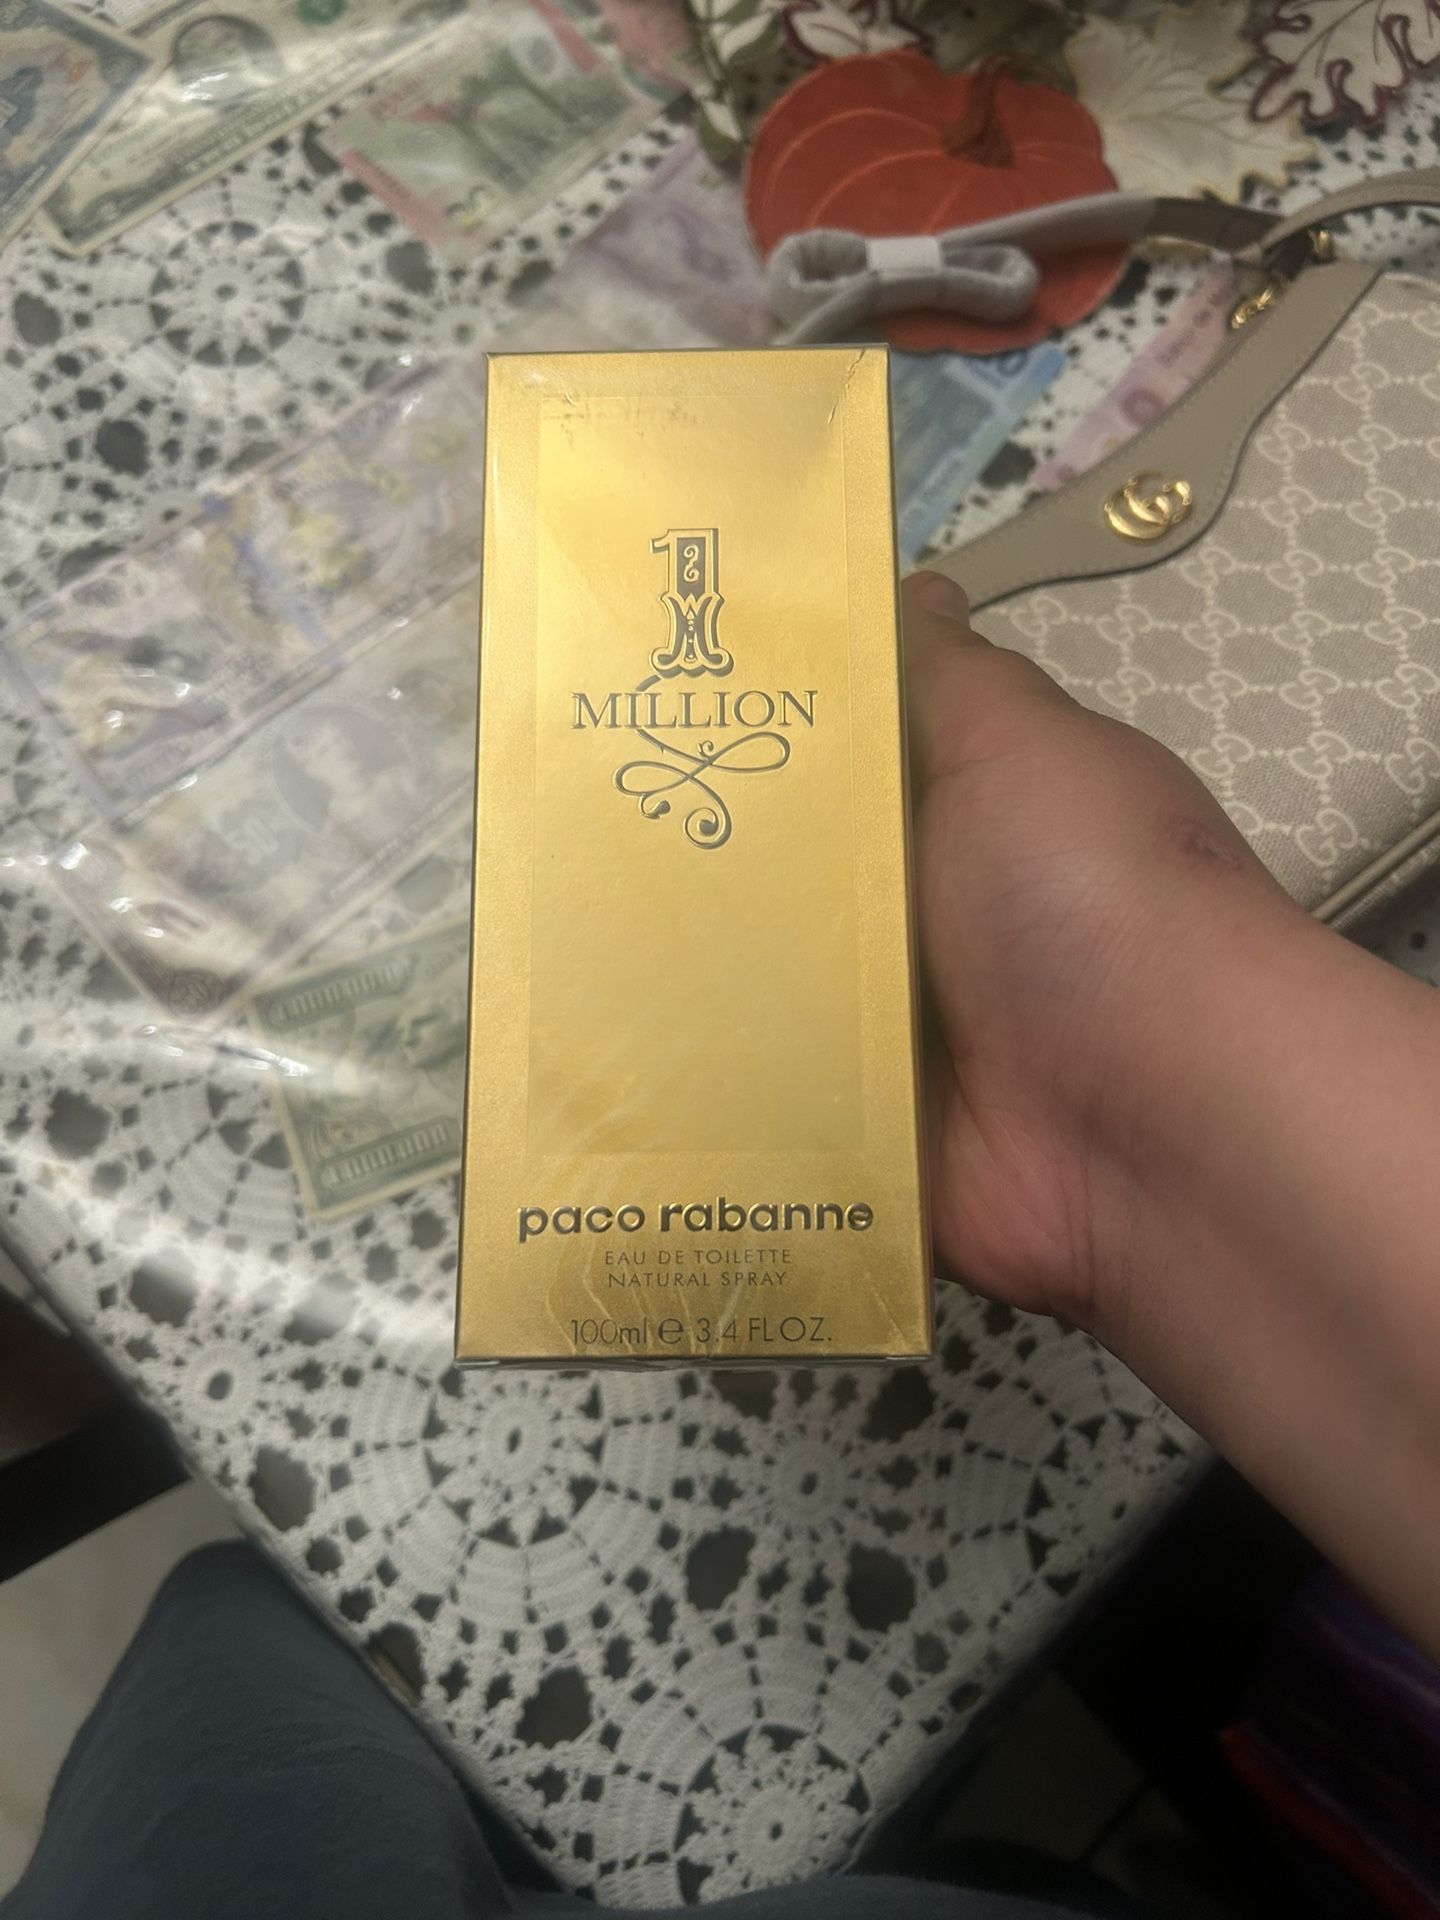 1
MILLION
paco rabanne
EAU DE TOILETTE
NATURAL SPRAY
100ml e 3.4 FL OZ.